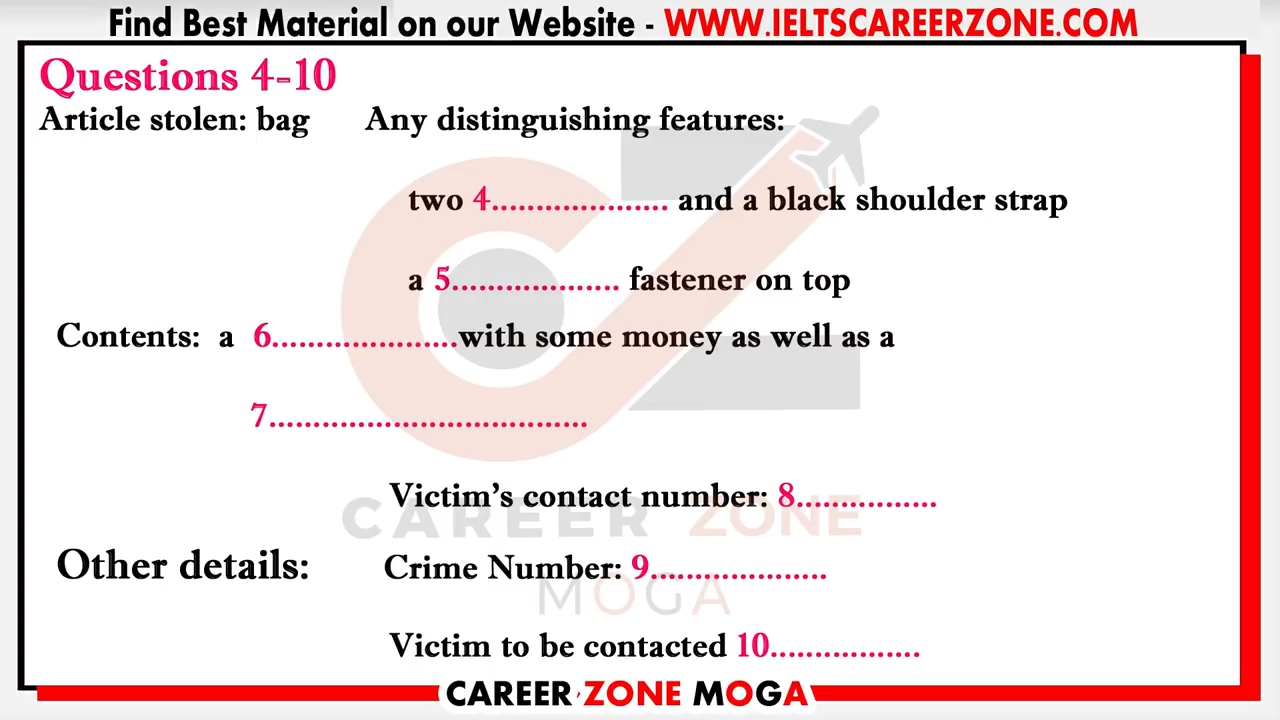 Find Best Material on our Website - WWW.IELTSCAREERZONE.COM
Questions 4-10
Article stolen: bag Any distinguishing features:
two 4.................... and a black shoulder strap
a 5................... fastener on top
Contents: a 6.....................with some money as well as a
7....................................
Victim's contact number: 8................
CAREER ZONE
Other details: Crime Number: 9....................
MOGA
Victim to be contacted 10.................
CAREER ZONE MOGA